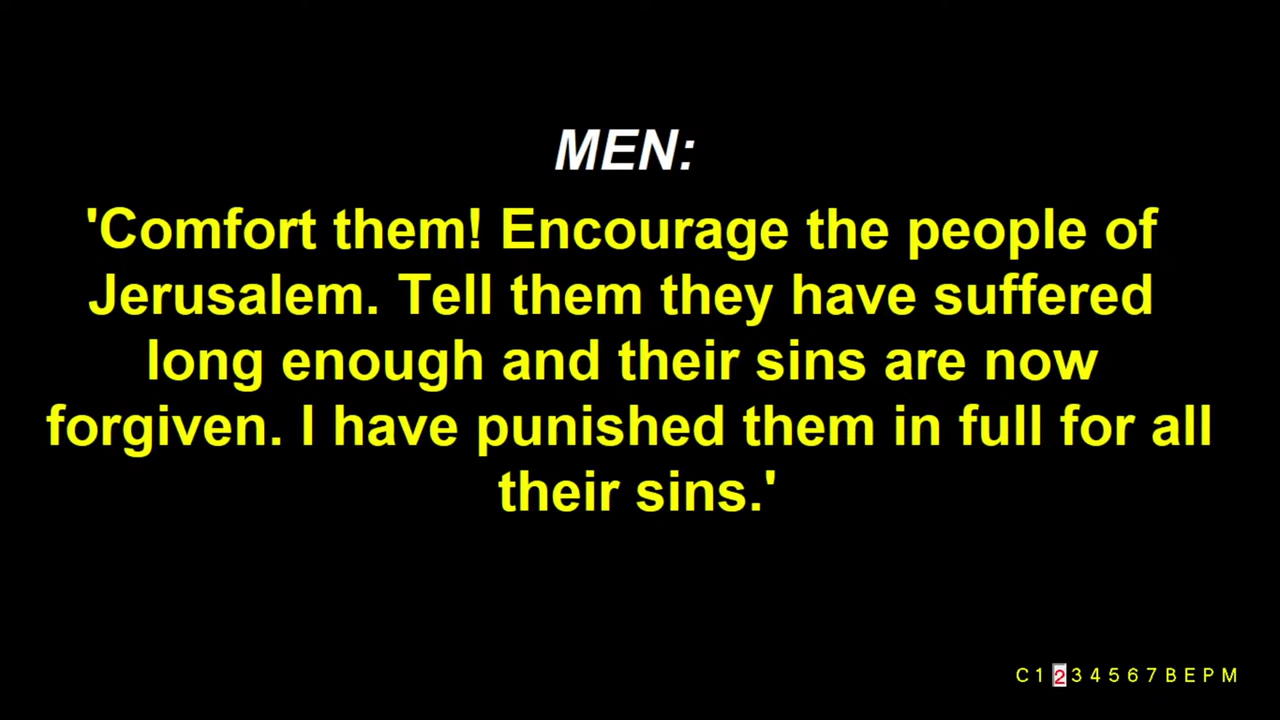 MEN:
'Comfort them! Encourage the people of
Jerusalem. Tell them they have suffered
long enough and their sins are now
forgiven. I have punished them in full for all
their sins.'
C 1 2 3 4 5 6 7 B E P M